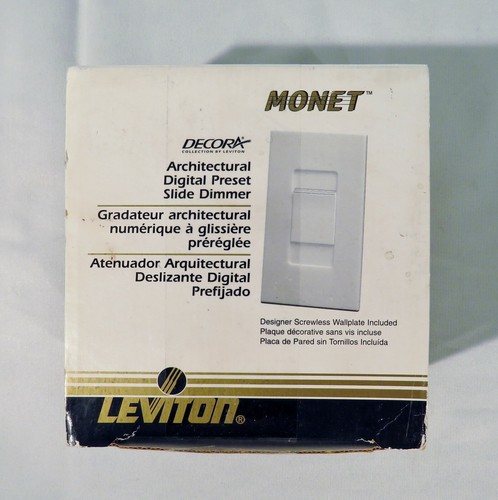 MONET™
DECORA®
COLLECTION BY LEVITON
Architectural
Digital Preset
Slide Dimmer
Gradateur architectural
numérique à glissière
préréglée
Atenuador Arquitectural
Deslizante Digital
Prefijado
Designer Screwless Wallplate Included
Plaque décorative sans vis incluse
Placa de Pared sin Tornillos Incluída
LEVITON®